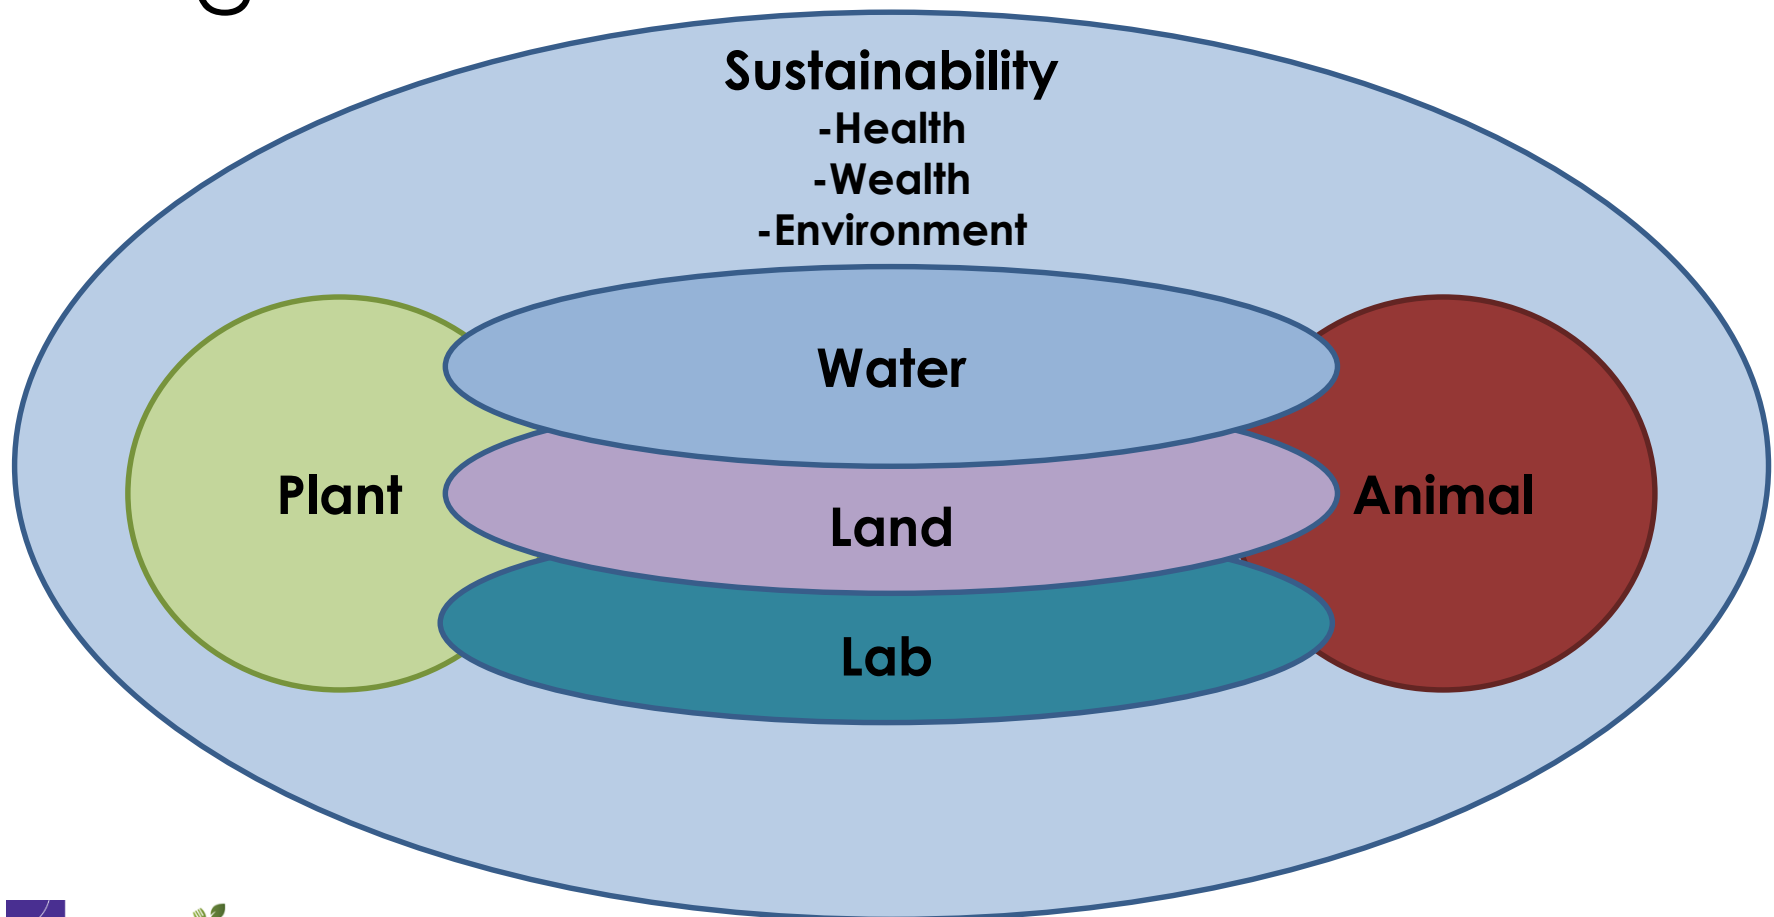 Sustainability
-Health
-Wealth
-Environment
Water
Plant
Land
Animal
Lab